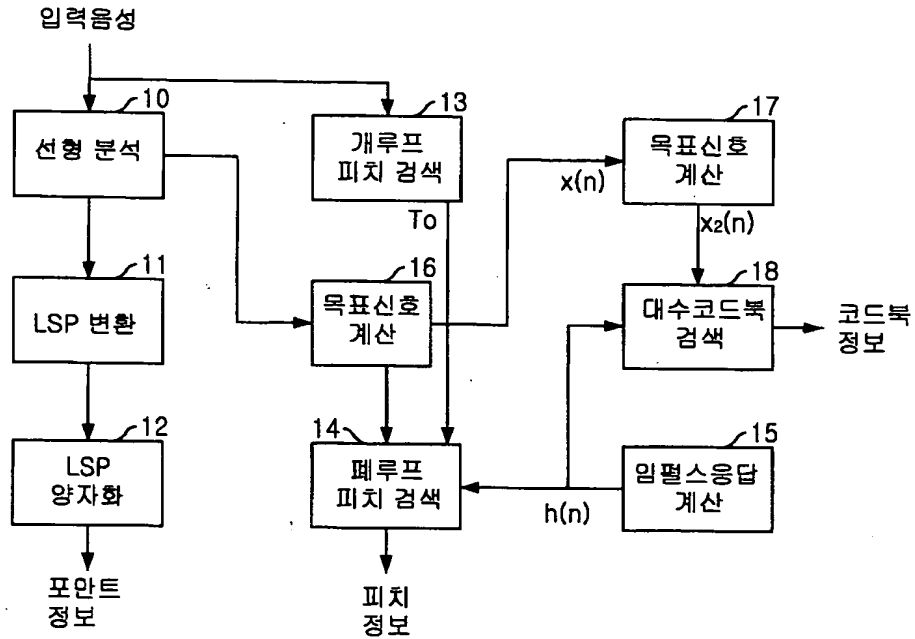 입력음성
10
선형 분석
13
개루프
피치 검색
17
목표신호
계산
x(n)
To
x2(n)
11
LSP 변환
16
목표신호
계산
18
대수코드북
검색
코드북
정보
12
LSP
양자화
14
폐루프
피치 검색
15
임펄스응답
계산
h(n)
포만트
정보
피치
정보